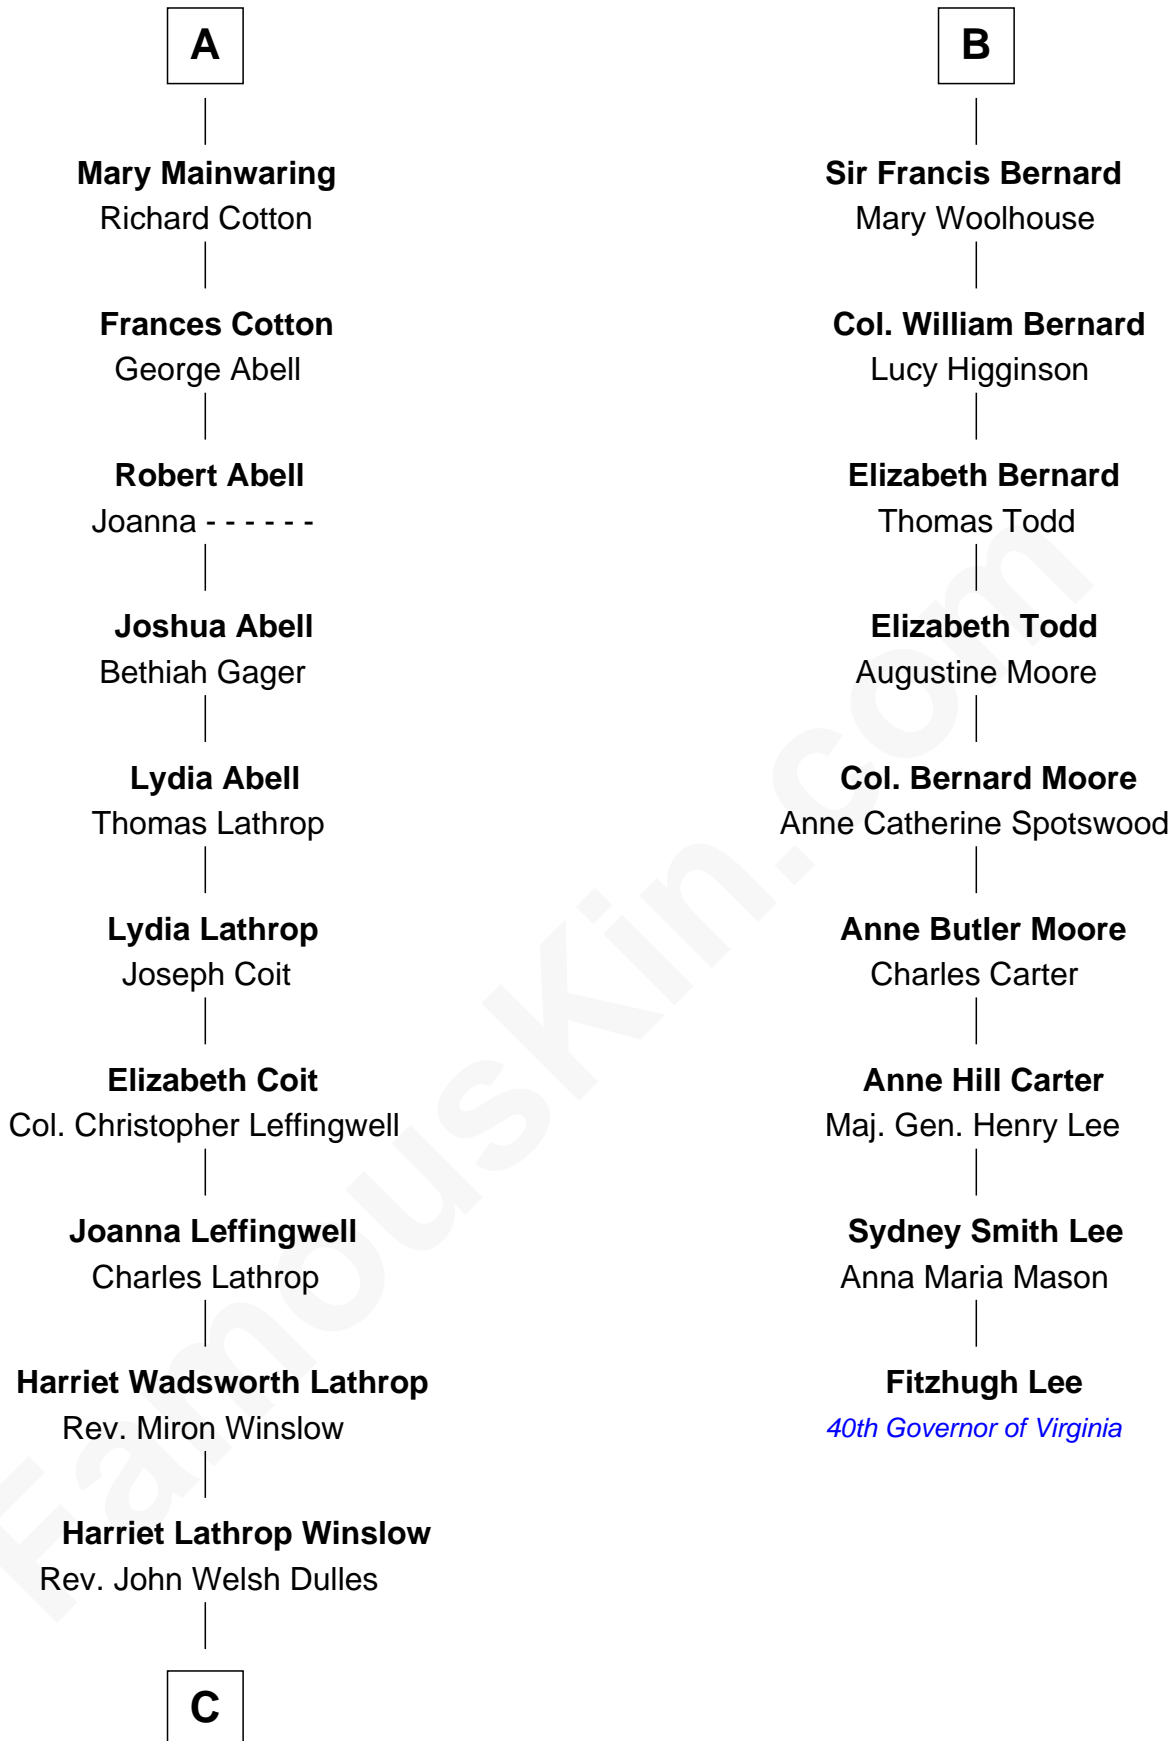 A
Mary Mainwaring
Richard Cotton
Frances Cotton
George Abell
Robert Abell
Joanna - - - - - -
Joshua Abell
Bethiah Gager
Lydia Abell
Thomas Lathrop
Lydia Lathrop
Joseph Coit
Elizabeth Coit
Col. Christopher Leffingwell
Joanna Leffingwell
Charles Lathrop
Harriet Wadsworth Lathrop
Rev. Miron Winslow
Harriet Lathrop Winslow
Rev. John Welsh Dulles
C
B
Sir Francis Bernard
Mary Woolhouse
Col. William Bernard
Lucy Higginson
Elizabeth Bernard
Thomas Todd
Elizabeth Todd
Augustine Moore
Col. Bernard Moore
Anne Catherine Spotswood
Anne Butler Moore
Charles Carter
Anne Hill Carter
Maj. Gen. Henry Lee
Sydney Smith Lee
Anna Maria Mason
Fitzhugh Lee
40th Governor of Virginia
FamousKin.com